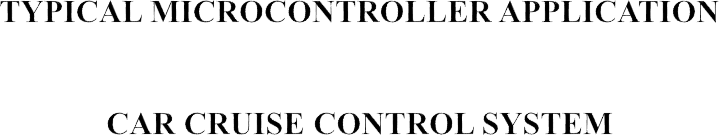 TYPICAL MICROCONTROLLER APPLICATION
CAR CRUISE CONTROL SYSTEM